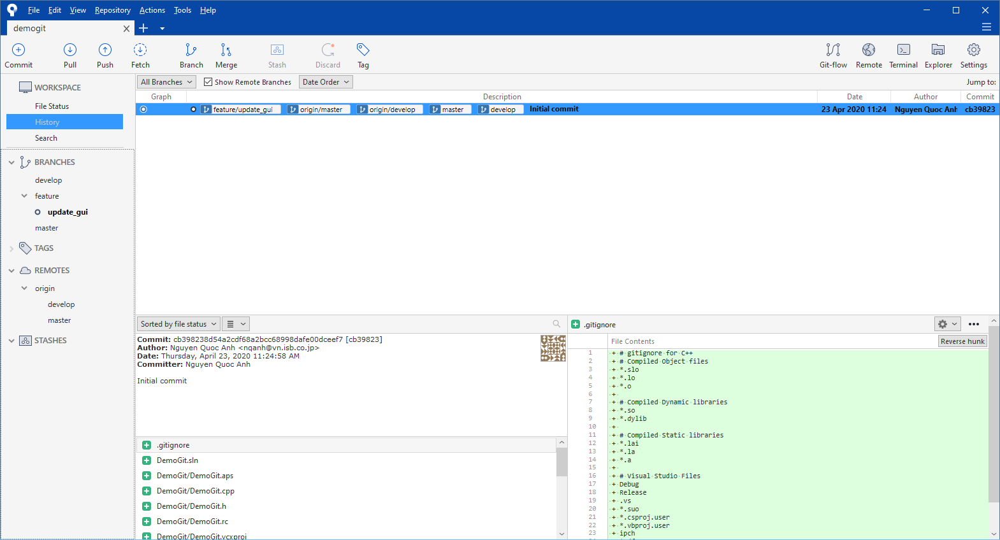 File Edit View Repository Actions Tools Help
demogit
Commit Pull Push Fetch Branch Merge Stash Discard Tag Git-flow Remote Terminal Explorer Settings
WORKSPACE
File Status
History
Search
BRANCHES
develop
feature
update_gui
master
TAGS
REMOTES
origin
develop
master
STASHES
All Branches Show Remote Branches Date Order Jump to:
Graph Description Date Author Commit
feature/update_gui origin/master origin/develop master develop Initial commit 23 Apr 2020 11:24 Nguyen Quoc Anh cb39823
Sorted by file status
Commit: cb398238d54a2cdf68a2bcc68998dafe00dceef7 [cb39823]
Author: Nguyen Quoc Anh <nqanh@vn.isb.co.jp>
Date: Thursday, April 23, 2020 11:24:58 AM
Committer: Nguyen Quoc Anh
Initial commit
.gitignore
DemoGit.sln
DemoGit/DemoGit.aps
DemoGit/DemoGit.cpp
DemoGit/DemoGit.h
DemoGit/DemoGit.rc
DemoGit/DemoGit.vcxproj
.gitignore
File Contents Reverse hunk
1 + # gitignore for C++
2 + # Compiled Object files
3 + *.slo
4 + *.lo
5 + *.o
6 +
7 + # Compiled Dynamic libraries
8 + *.so
9 + *.dylib
10 +
11 + # Compiled Static libraries
12 + *.lai
13 + *.la
14 + *.a
15 +
16 + # Visual Studio Files
17 + Debug
18 + Release
19 + .vs
20 + *.suo
21 + *.csproj.user
22 + *.vbproj.user
23 + ipch